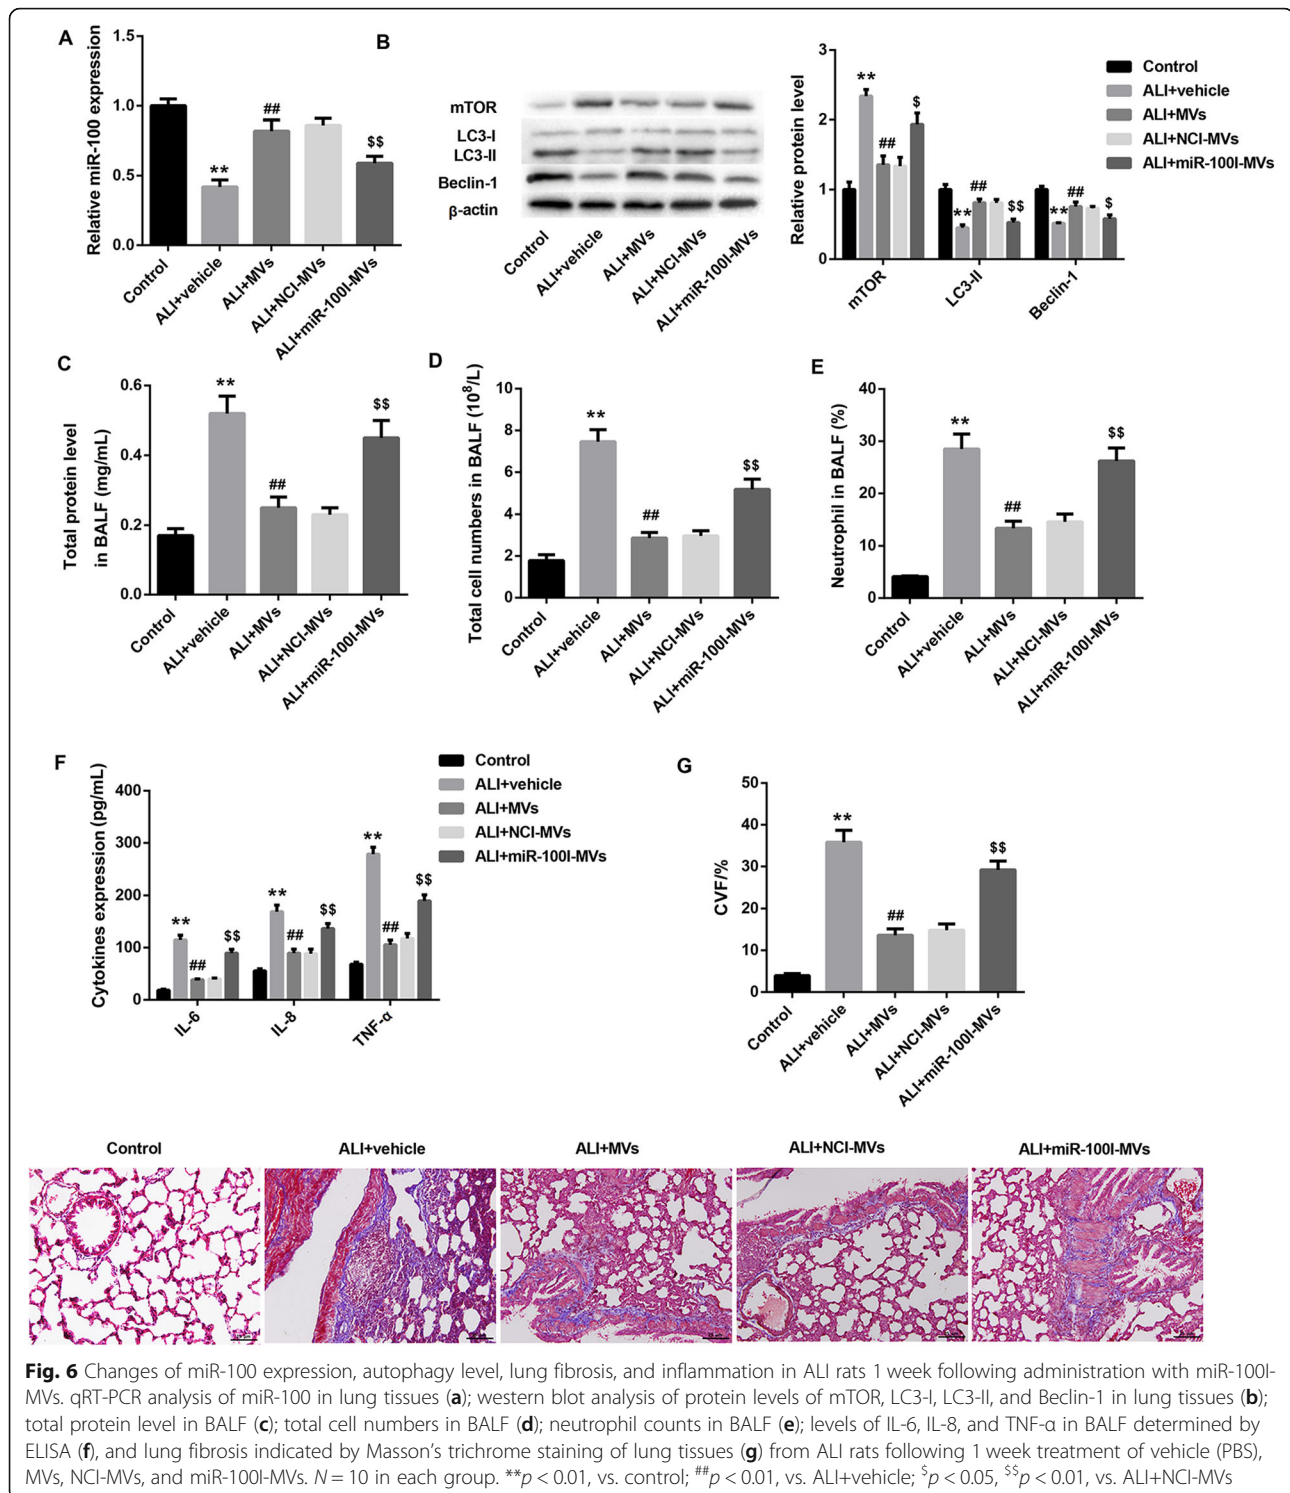 A
Relative miR-100 expression
1.5
1.0
0.5
0.0
**
##
$$
Control
ALI+vehicle
ALI+MVs
ALI+NCI-MVs
ALI+miR-100I-MVs
B
mTOR
LC3-I
LC3-II
Beclin-1
β-actin
Control
ALI+vehicle
ALI+MVs
ALI+NCI-MVs
ALI+miR-100I-MVs
Relative protein level
3
2
1
0
**
##
$
**
##
$$
**
##
$
mTOR
LC3-II
Beclin-1
Control
ALI+vehicle
ALI+MVs
ALI+NCI-MVs
ALI+miR-100I-MVs
C
Total protein level
in BALF (mg/mL)
0.6
0.4
0.2
0.0
**
##
$$
Control
ALI+vehicle
ALI+MVs
ALI+NCI-MVs
ALI+miR-100I-MVs
D
Total cell numbers in BALF (10⁸/L)
10
8
6
4
2
0
**
##
$$
Control
ALI+vehicle
ALI+MVs
ALI+NCI-MVs
ALI+miR-100I-MVs
E
Neutrophil in BALF (%)
40
30
20
10
0
**
##
$$
Control
ALI+vehicle
ALI+MVs
ALI+NCI-MVs
ALI+miR-100I-MVs
F
Cytokines expression (pg/mL)
400
300
200
100
0
**
##
$$
**
##
$$
**
##
$$
IL-6
IL-8
TNF-α
Control
ALI+vehicle
ALI+MVs
ALI+NCI-MVs
ALI+miR-100I-MVs
G
CVF/%
50
40
30
20
10
0
**
##
$$
Control
ALI+vehicle
ALI+MVs
ALI+NCI-MVs
ALI+miR-100I-MVs
Control
ALI+vehicle
ALI+MVs
ALI+NCI-MVs
ALI+miR-100I-MVs
Fig. 6 Changes of miR-100 expression, autophagy level, lung fibrosis, and inflammation in ALI rats 1 week following administration with miR-100I-
MVs. qRT-PCR analysis of miR-100 in lung tissues (a); western blot analysis of protein levels of mTOR, LC3-I, LC3-II, and Beclin-1 in lung tissues (b);
total protein level in BALF (c); total cell numbers in BALF (d); neutrophil counts in BALF (e); levels of IL-6, IL-8, and TNF-α in BALF determined by
ELISA (f), and lung fibrosis indicated by Masson's trichrome staining of lung tissues (g) from ALI rats following 1 week treatment of vehicle (PBS),
MVs, NCI-MVs, and miR-100I-MVs. N = 10 in each group. **p < 0.01, vs. control; ##p < 0.01, vs. ALI+vehicle; $p < 0.05, $$p < 0.01, vs. ALI+NCI-MVs